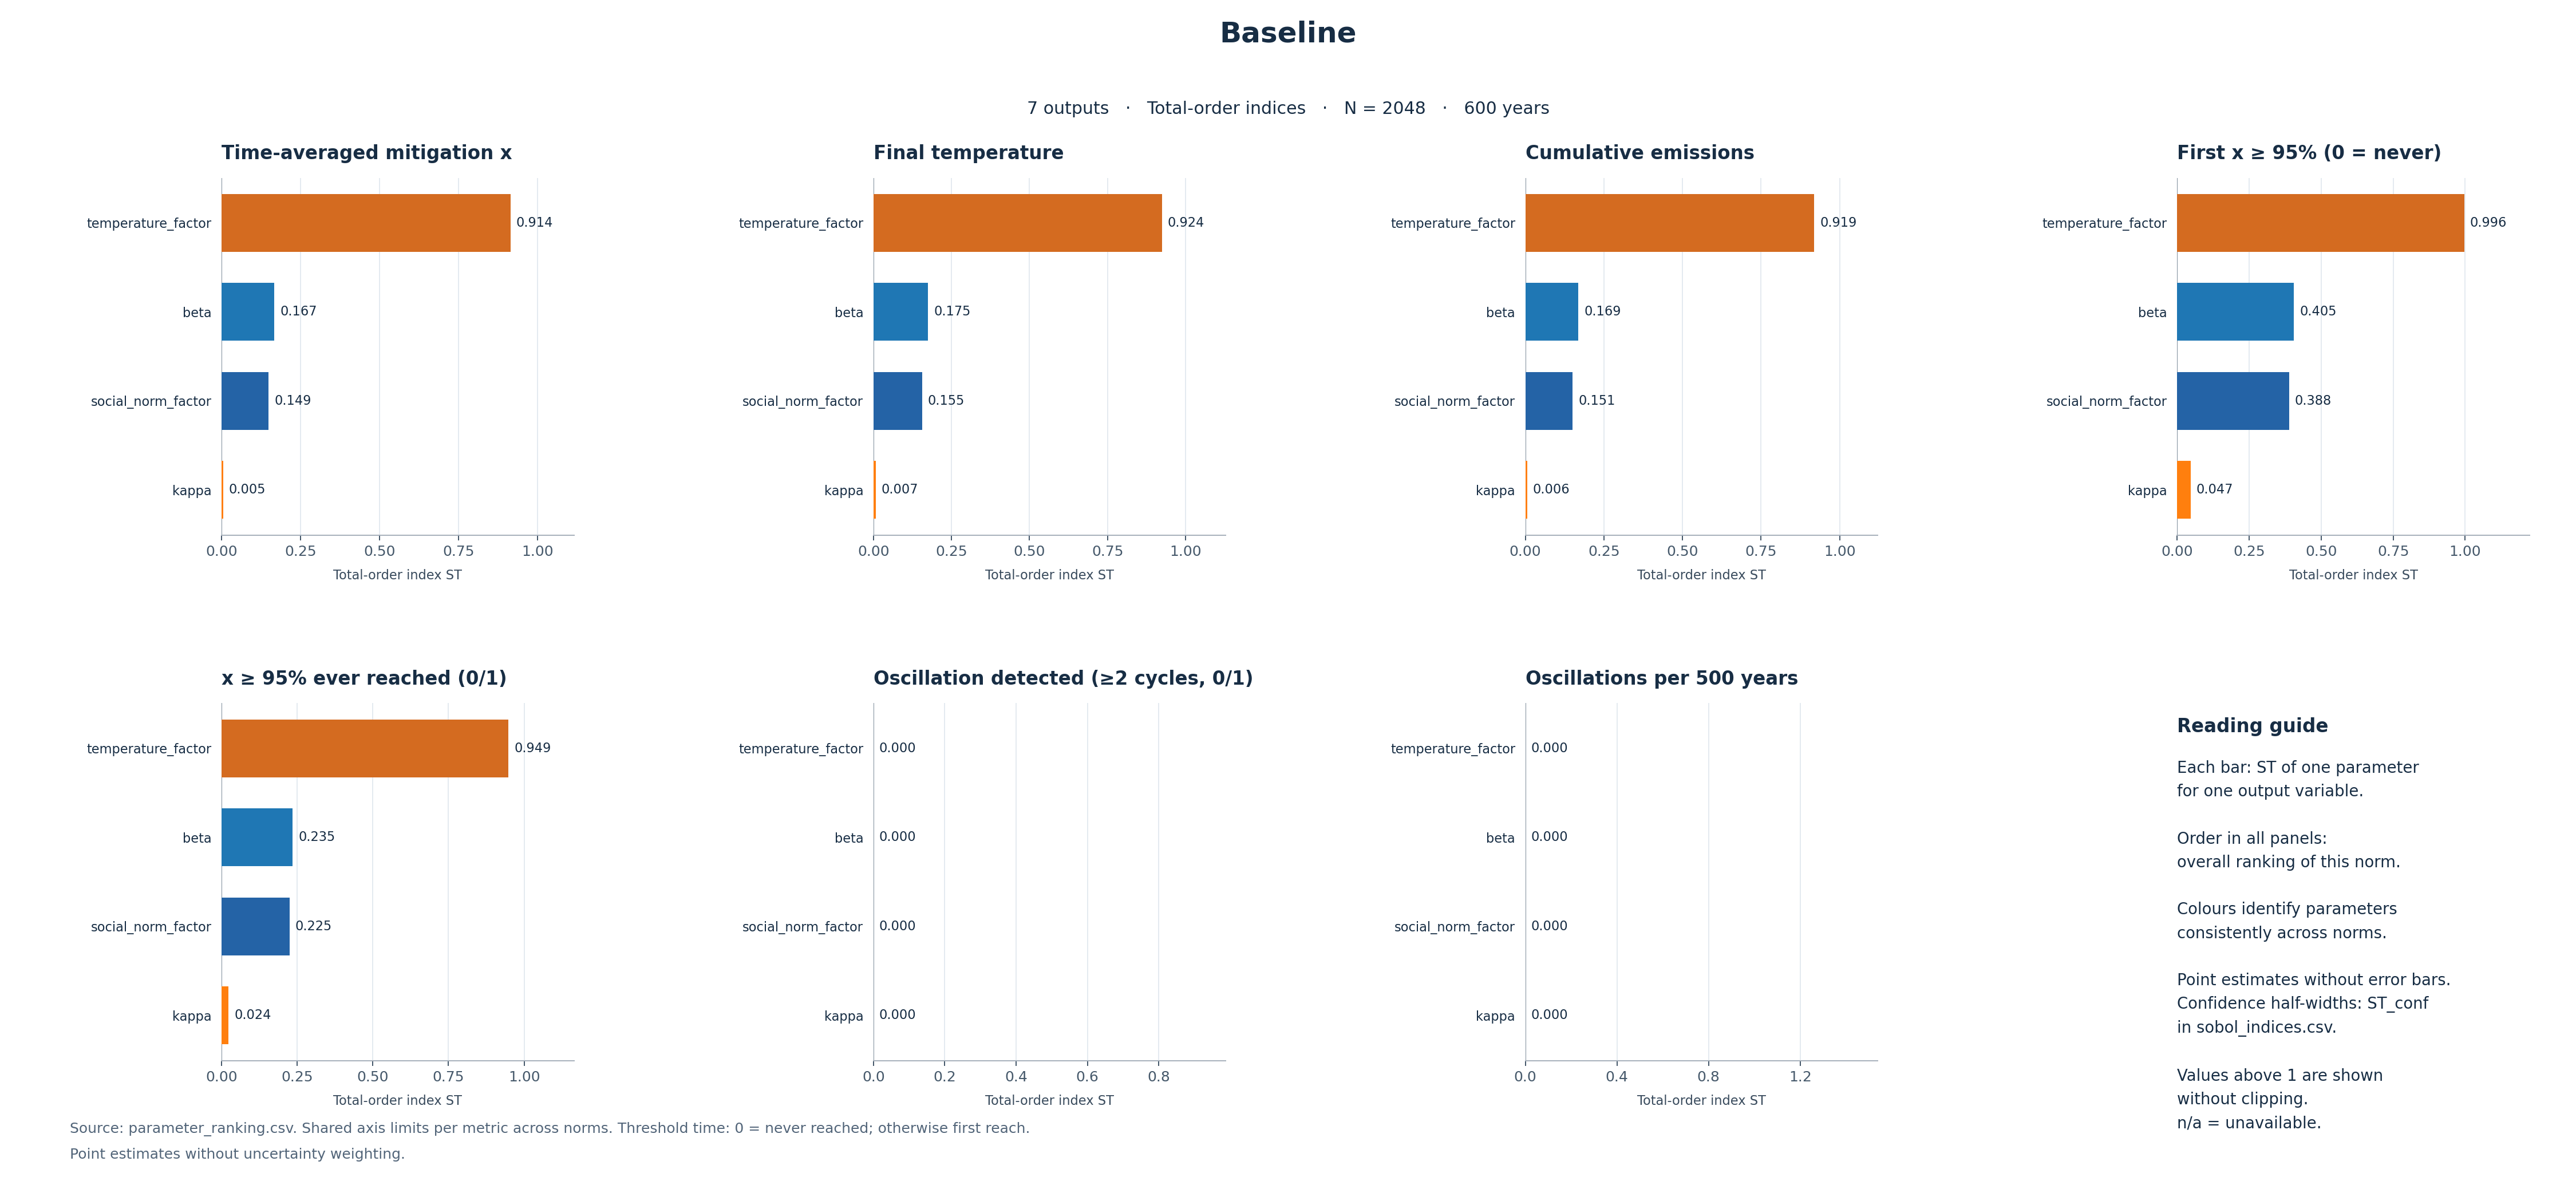 Baseline
7 outputs · Total-order indices · N = 2048 · 600 years
Time-averaged mitigation x
temperature_factor
0.914
beta
0.167
social_norm_factor
0.149
kappa
0.005
0.00 0.25 0.50 0.75 1.00
Total-order index ST
Final temperature
temperature_factor
0.924
beta
0.175
social_norm_factor
0.155
kappa
0.007
0.00 0.25 0.50 0.75 1.00
Total-order index ST
Cumulative emissions
temperature_factor
0.919
beta
0.169
social_norm_factor
0.151
kappa
0.006
0.00 0.25 0.50 0.75 1.00
Total-order index ST
First x ≥ 95% (0 = never)
temperature_factor
0.996
beta
0.405
social_norm_factor
0.388
kappa
0.047
0.00 0.25 0.50 0.75 1.00
Total-order index ST
x ≥ 95% ever reached (0/1)
temperature_factor
0.949
beta
0.235
social_norm_factor
0.225
kappa
0.024
0.00 0.25 0.50 0.75 1.00
Total-order index ST
Oscillation detected (≥2 cycles, 0/1)
temperature_factor
0.000
beta
0.000
social_norm_factor
0.000
kappa
0.000
0.0 0.2 0.4 0.6 0.8
Total-order index ST
Oscillations per 500 years
temperature_factor
0.000
beta
0.000
social_norm_factor
0.000
kappa
0.000
0.0 0.4 0.8 1.2
Total-order index ST
Reading guide
Each bar: ST of one parameter
for one output variable.
Order in all panels:
overall ranking of this norm.
Colours identify parameters
consistently across norms.
Point estimates without error bars.
Confidence half-widths: ST_conf
in sobol_indices.csv.
Values above 1 are shown
without clipping.
n/a = unavailable.
Source: parameter_ranking.csv. Shared axis limits per metric across norms. Threshold time: 0 = never reached; otherwise first reach.
Point estimates without uncertainty weighting.